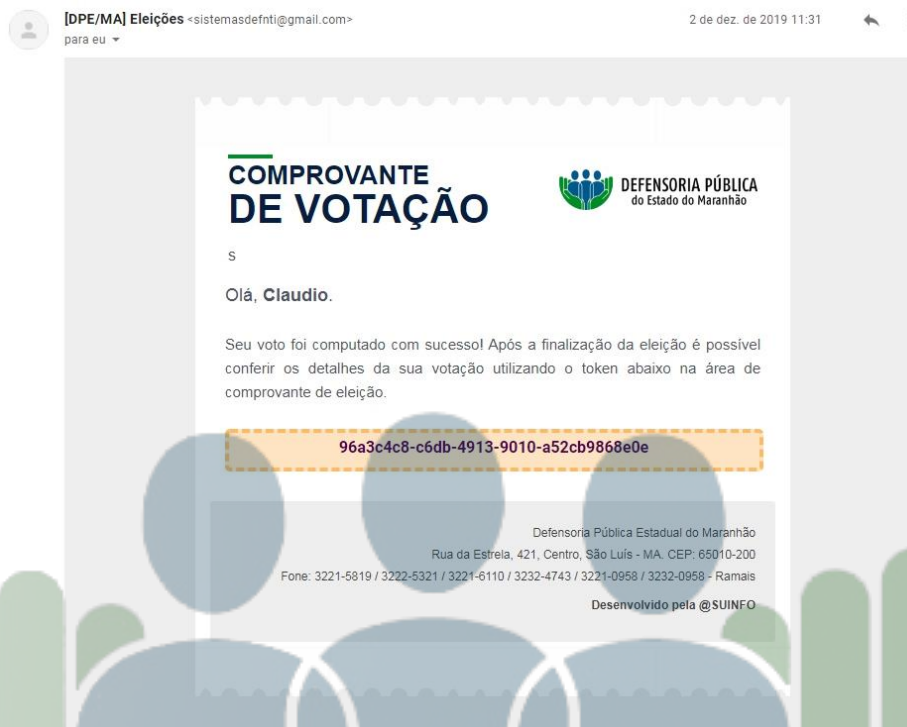 [DPE/MA] Eleições <sistemasdefnti@gmail.com>
2 de dez. de 2019 11:31
para eu
COMPROVANTE
DE VOTAÇÃO
DEFENSORIA PÚBLICA
do Estado do Maranhão
s
Olá, Claudio.
Seu voto foi computado com sucesso! Após a finalização da eleição é possível
conferir os detalhes da sua votação utilizando o token abaixo na área de
comprovante de eleição.
96a3c4c8-c6db-4913-9010-a52cb9868e0e
Defensoria Pública Estadual do Maranhão
Rua da Estrela, 421, Centro, São Luís - MA. CEP: 65010-200
Fone: 3221-5819 / 3222-5321 / 3221-6110 / 3232-4743 / 3221-0958 / 3232-0958 - Ramais
Desenvolvido pela @SUINFO